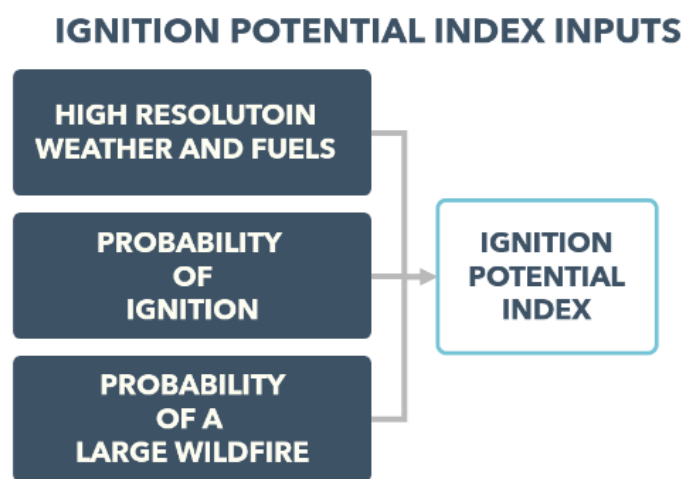 IGNITION POTENTIAL INDEX INPUTS
HIGH RESOLUTOIN
WEATHER AND FUELS
PROBABILITY
OF
IGNITION
PROBABILITY
OF A
LARGE WILDFIRE
IGNITION
POTENTIAL
INDEX